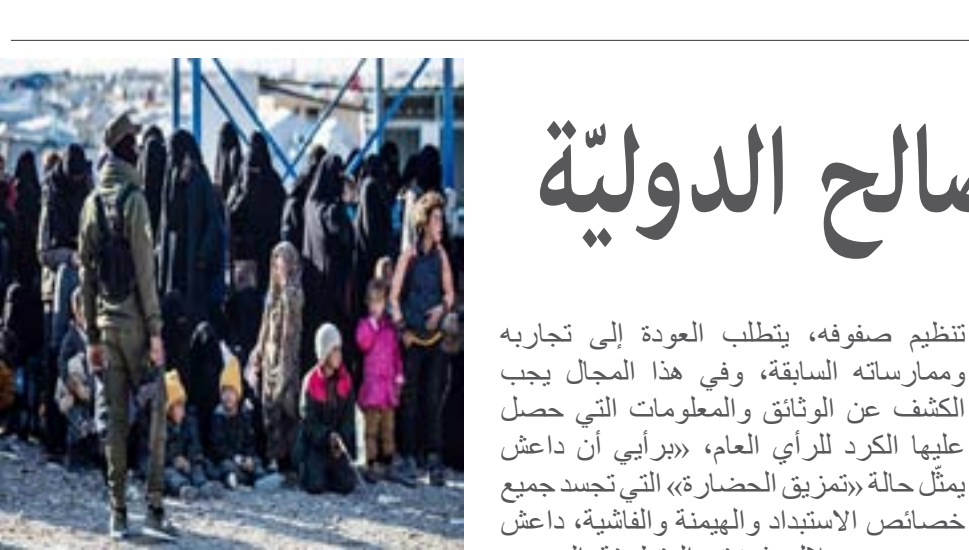 صالح الدوليّة
تنظيم صفوفه، يتطلب العودة إلى تجاربه
وممارساته السابقة، وفي هذا المجال يجب
الكشف عن الوثائق والمعلومات التي حصل
عليها الكرد للرأي العام، «برأيي أن داعش
يمثّل حالة «تمزيق الحضارة» التي تجسد جميع
خصائص الاستبداد والهيمنة والفاشية، داعش